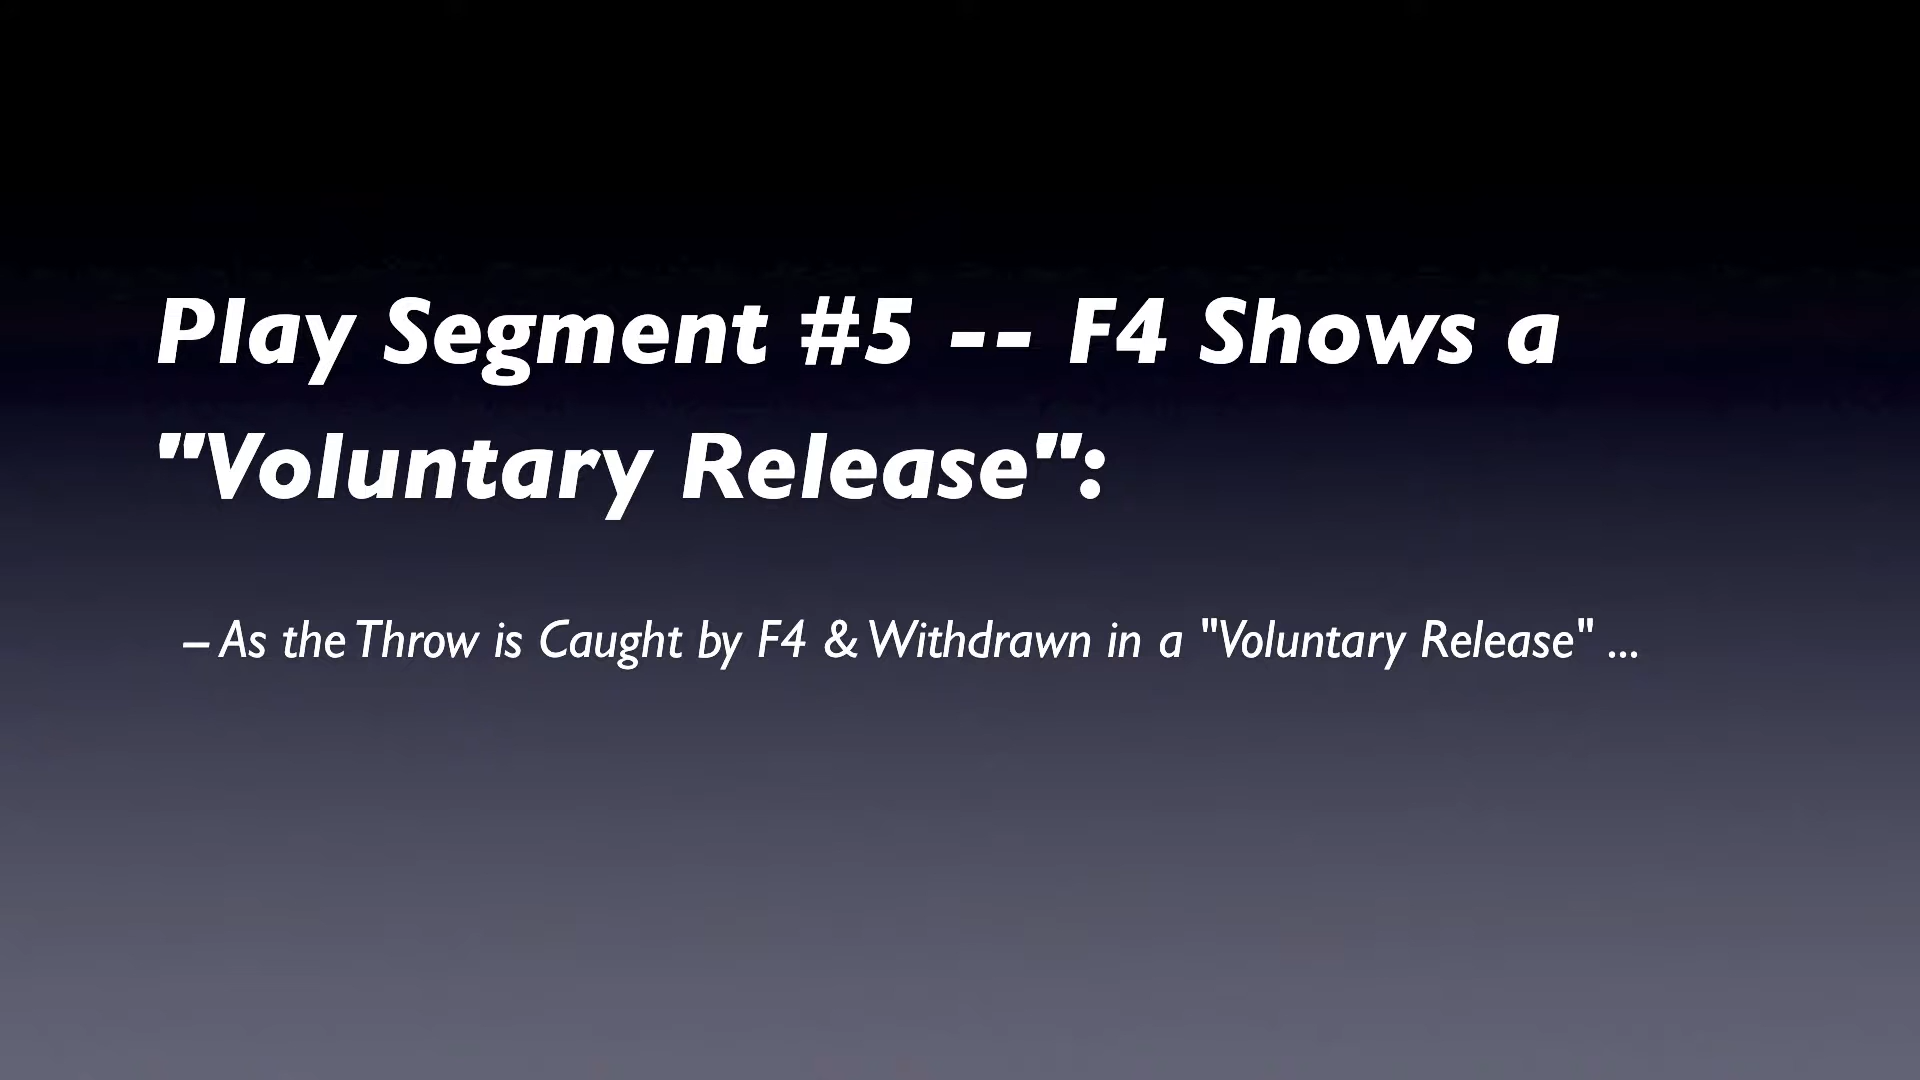 Play Segment #5 -- F4 Shows a
"Voluntary Release":
– As the Throw is Caught by F4 & Withdrawn in a "Voluntary Release" ...